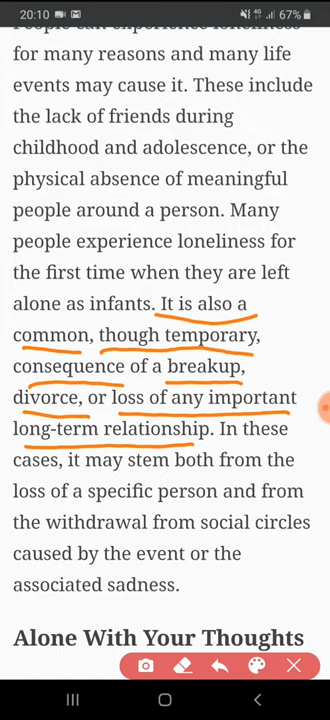 20:10
4G
67%
People can experience loneliness
for many reasons and many life
events may cause it. These include
the lack of friends during
childhood and adolescence, or the
physical absence of meaningful
people around a person. Many
people experience loneliness for
the first time when they are left
alone as infants. It is also a
common, though temporary,
consequence of a breakup,
divorce, or loss of any important
long-term relationship. In these
cases, it may stem both from the
loss of a specific person and from
the withdrawal from social circles
caused by the event or the
associated sadness.
Alone With Your Thoughts